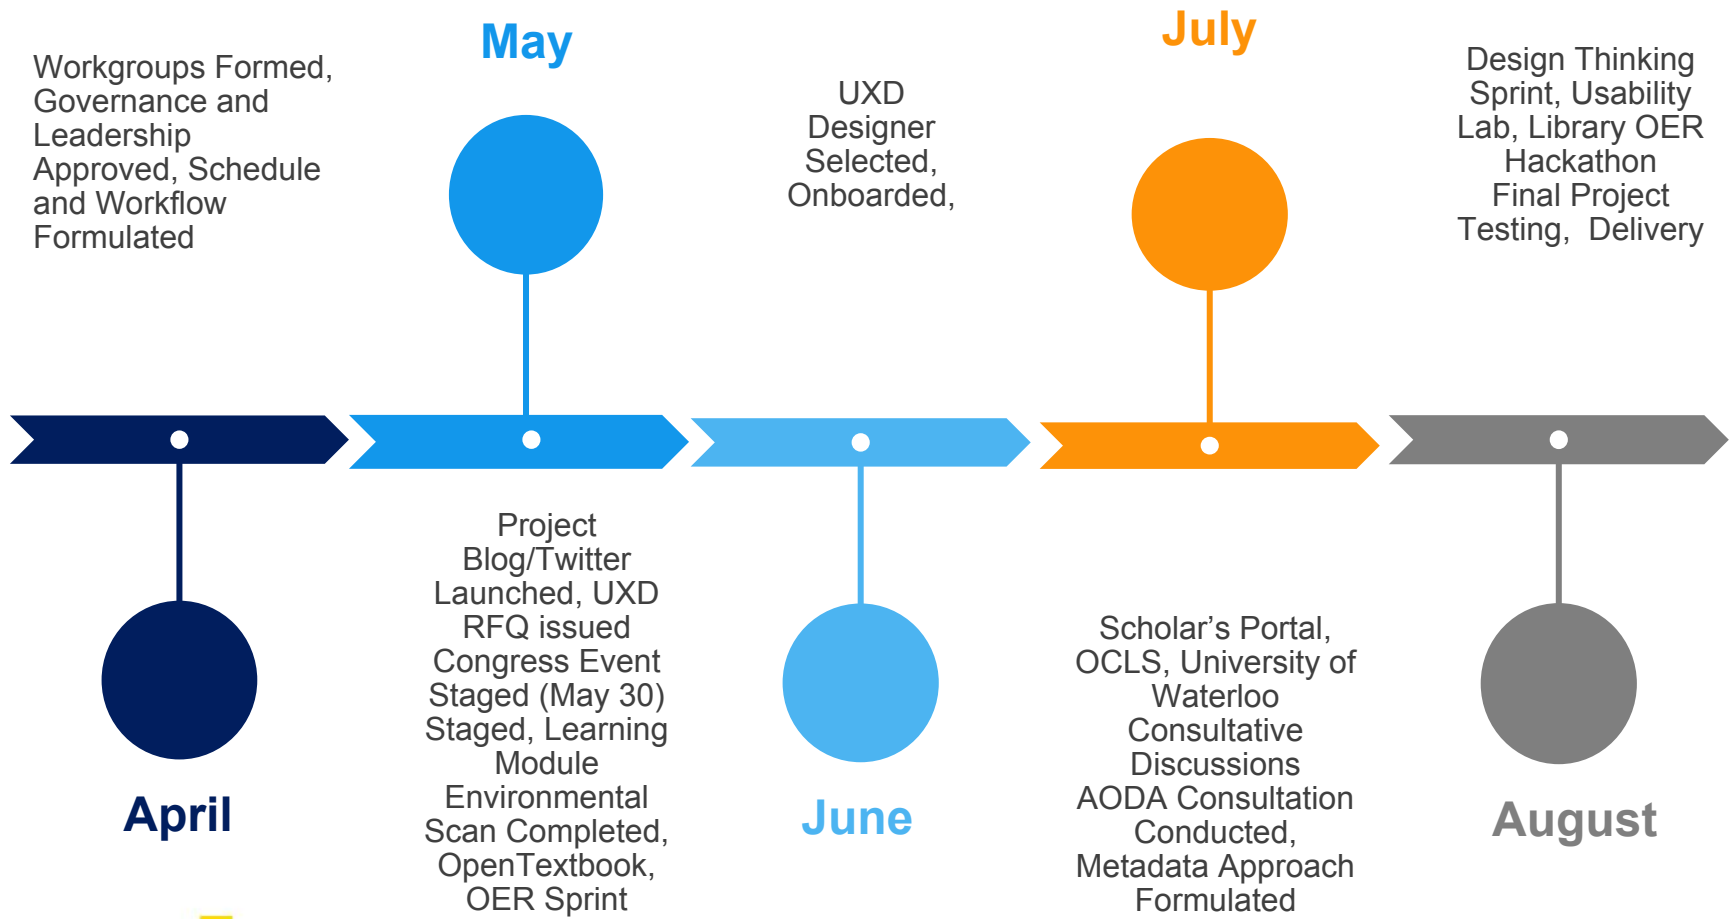 Workgroups Formed,
Governance and
Leadership
Approved, Schedule
and Workflow
Formulated
April
May
Project
Blog/Twitter
Launched, UXD
RFQ issued
Congress Event
Staged (May 30)
Staged, Learning
Module
Environmental
Scan Completed,
OpenTextbook,
OER Sprint
UXD
Designer
Selected,
Onboarded,
June
July
Scholar’s Portal,
OCLS, University of
Waterloo
Consultative
Discussions
AODA Consultation
Conducted,
Metadata Approach
Formulated
Design Thinking
Sprint, Usability
Lab, Library OER
Hackathon
Final Project
Testing,  Delivery
August